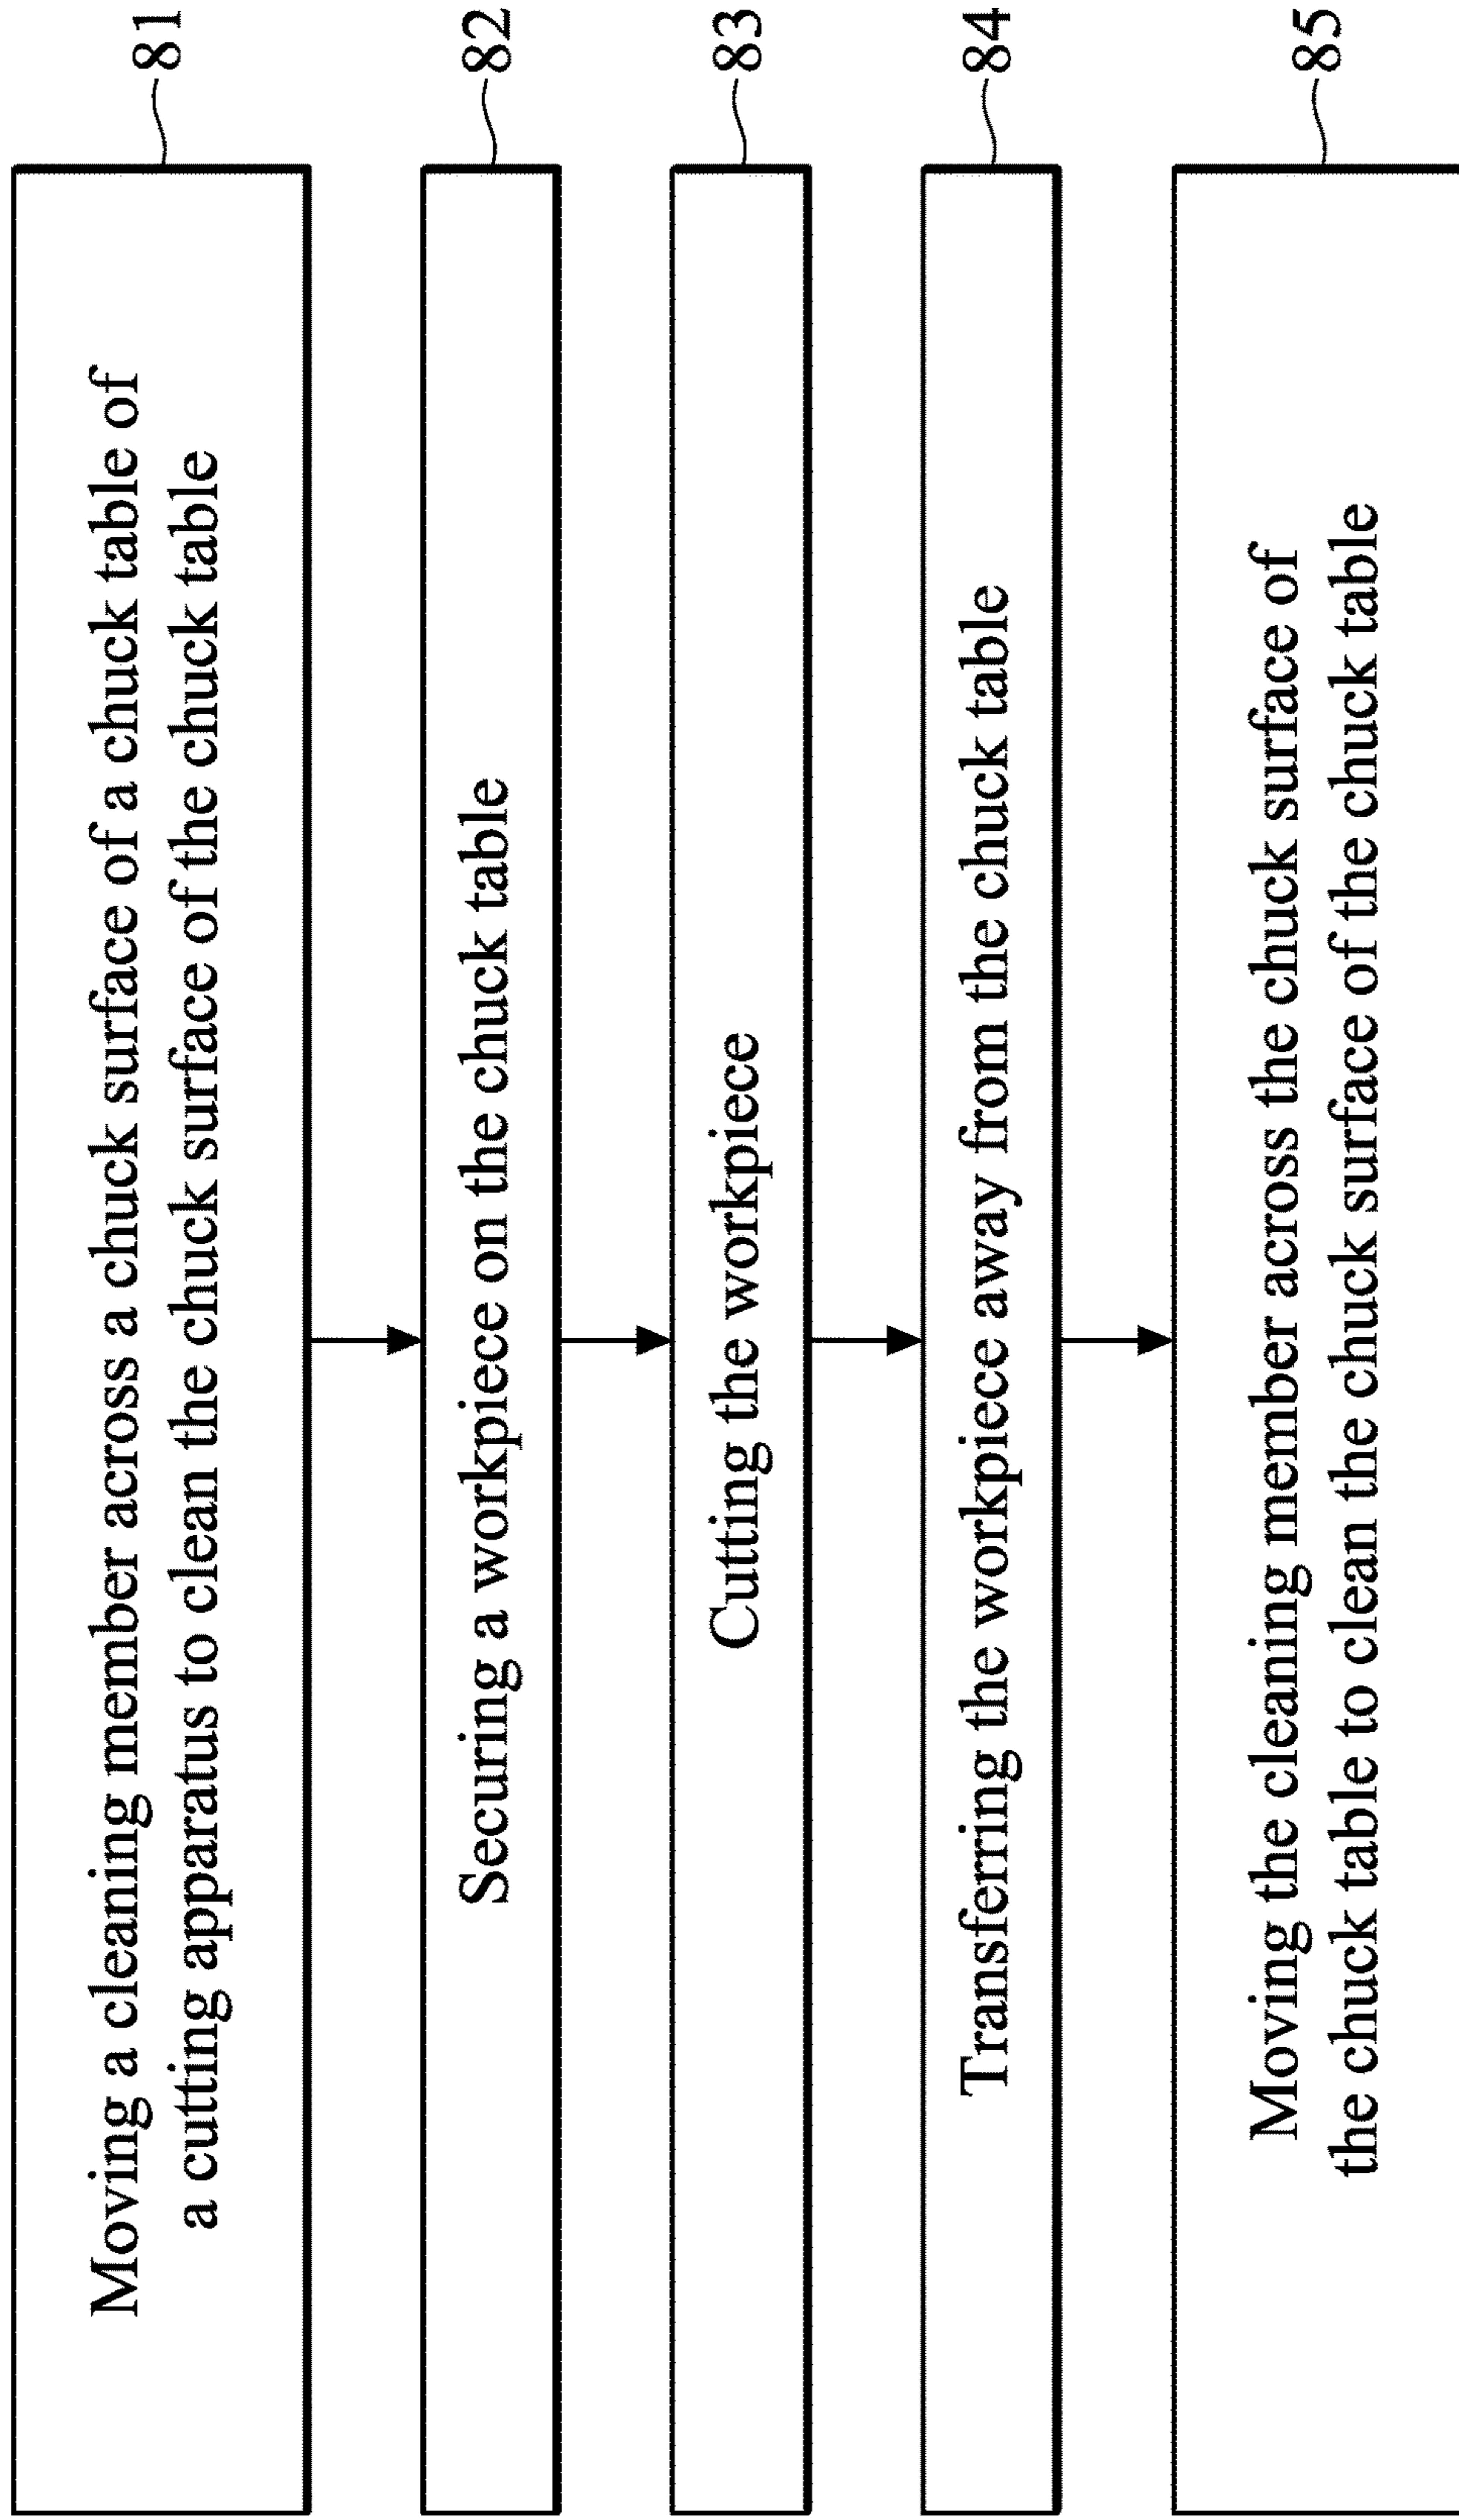 Moving a cleaning member across a chuck surface of a chuck table of
a cutting apparatus to clean the chuck surface of the chuck table
81
Securing a workpiece on the chuck table
82
Cutting the workpiece
83
Transferring the workpiece away from the chuck table
84
Moving the cleaning member across the chuck surface of
the chuck table to clean the chuck surface of the chuck table
85